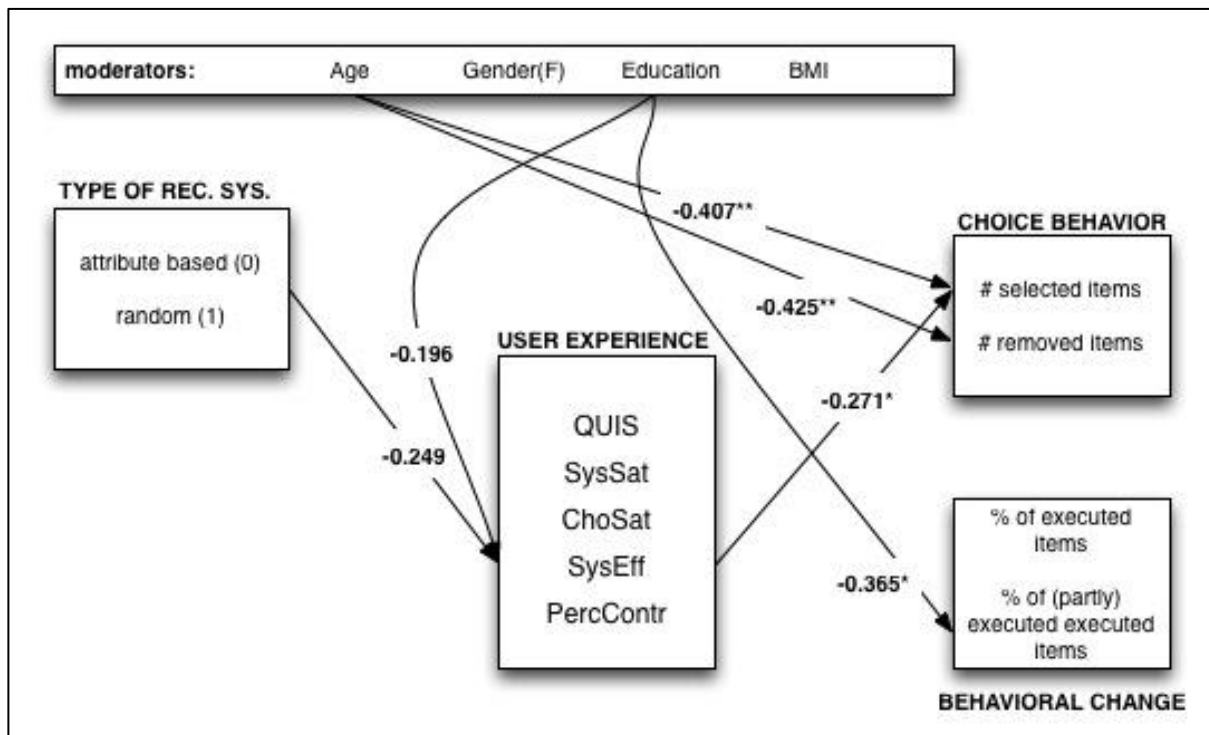 moderators: Age Gender(F) Education BMI
TYPE OF REC. SYS.
attribute based (0)
random (1)
-0.407**
CHOICE BEHAVIOR
# selected items
# removed items
-0.425**
-0.196
USER EXPERIENCE
-0.249
QUIS
SysSat
ChoSat
SysEff
PercContr
-0.271*
-0.365*
% of executed
items
% of (partly)
executed executed
items
BEHAVIORAL CHANGE